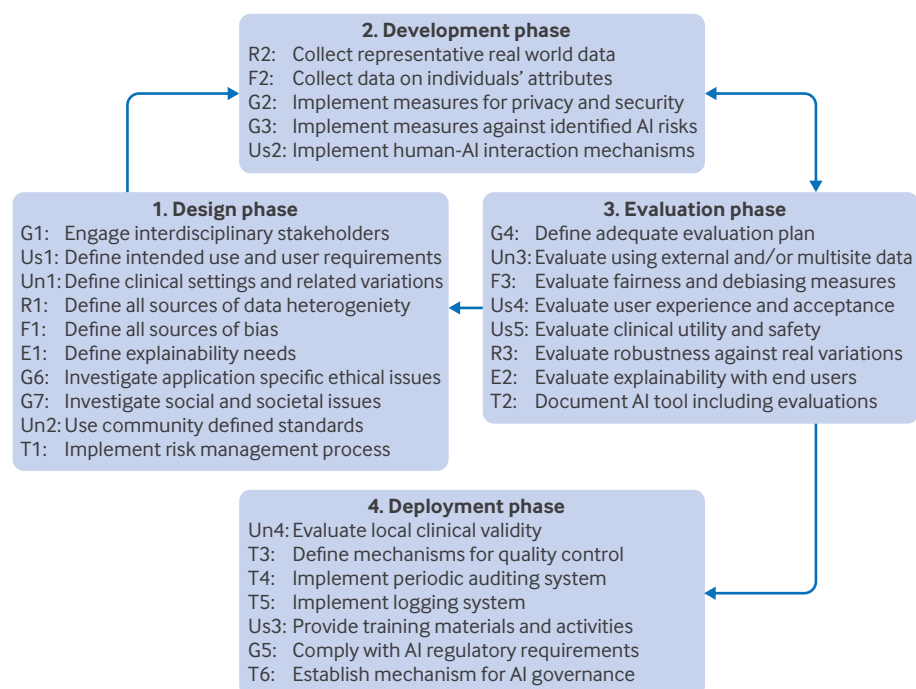 2. Development phase
R2: Collect representative real world data
F2: Collect data on individuals’ attributes
G2: Implement measures for privacy and security
G3: Implement measures against identified AI risks
Us2: Implement human-AI interaction mechanisms
1. Design phase
G1: Engage interdisciplinary stakeholders
Us1: Define intended use and user requirements
Un1: Define clinical settings and related variations
R1: Define all sources of data heterogeniety
F1: Define all sources of bias
E1: Define explainability needs
G6: Investigate application specific ethical issues
G7: Investigate social and societal issues
Un2: Use community defined standards
T1: Implement risk management process
3. Evaluation phase
G4: Define adequate evaluation plan
Un3: Evaluate using external and/or multisite data
F3: Evaluate fairness and debiasing measures
Us4: Evaluate user experience and acceptance
Us5: Evaluate clinical utility and safety
R3: Evaluate robustness against real variations
E2: Evaluate explainability with end users
T2: Document AI tool including evaluations
4. Deployment phase
Un4: Evaluate local clinical validity
T3: Define mechanisms for quality control
T4: Implement periodic auditing system
T5: Implement logging system
Us3: Provide training materials and activities
G5: Comply with AI regulatory requirements
T6: Establish mechanism for AI governance